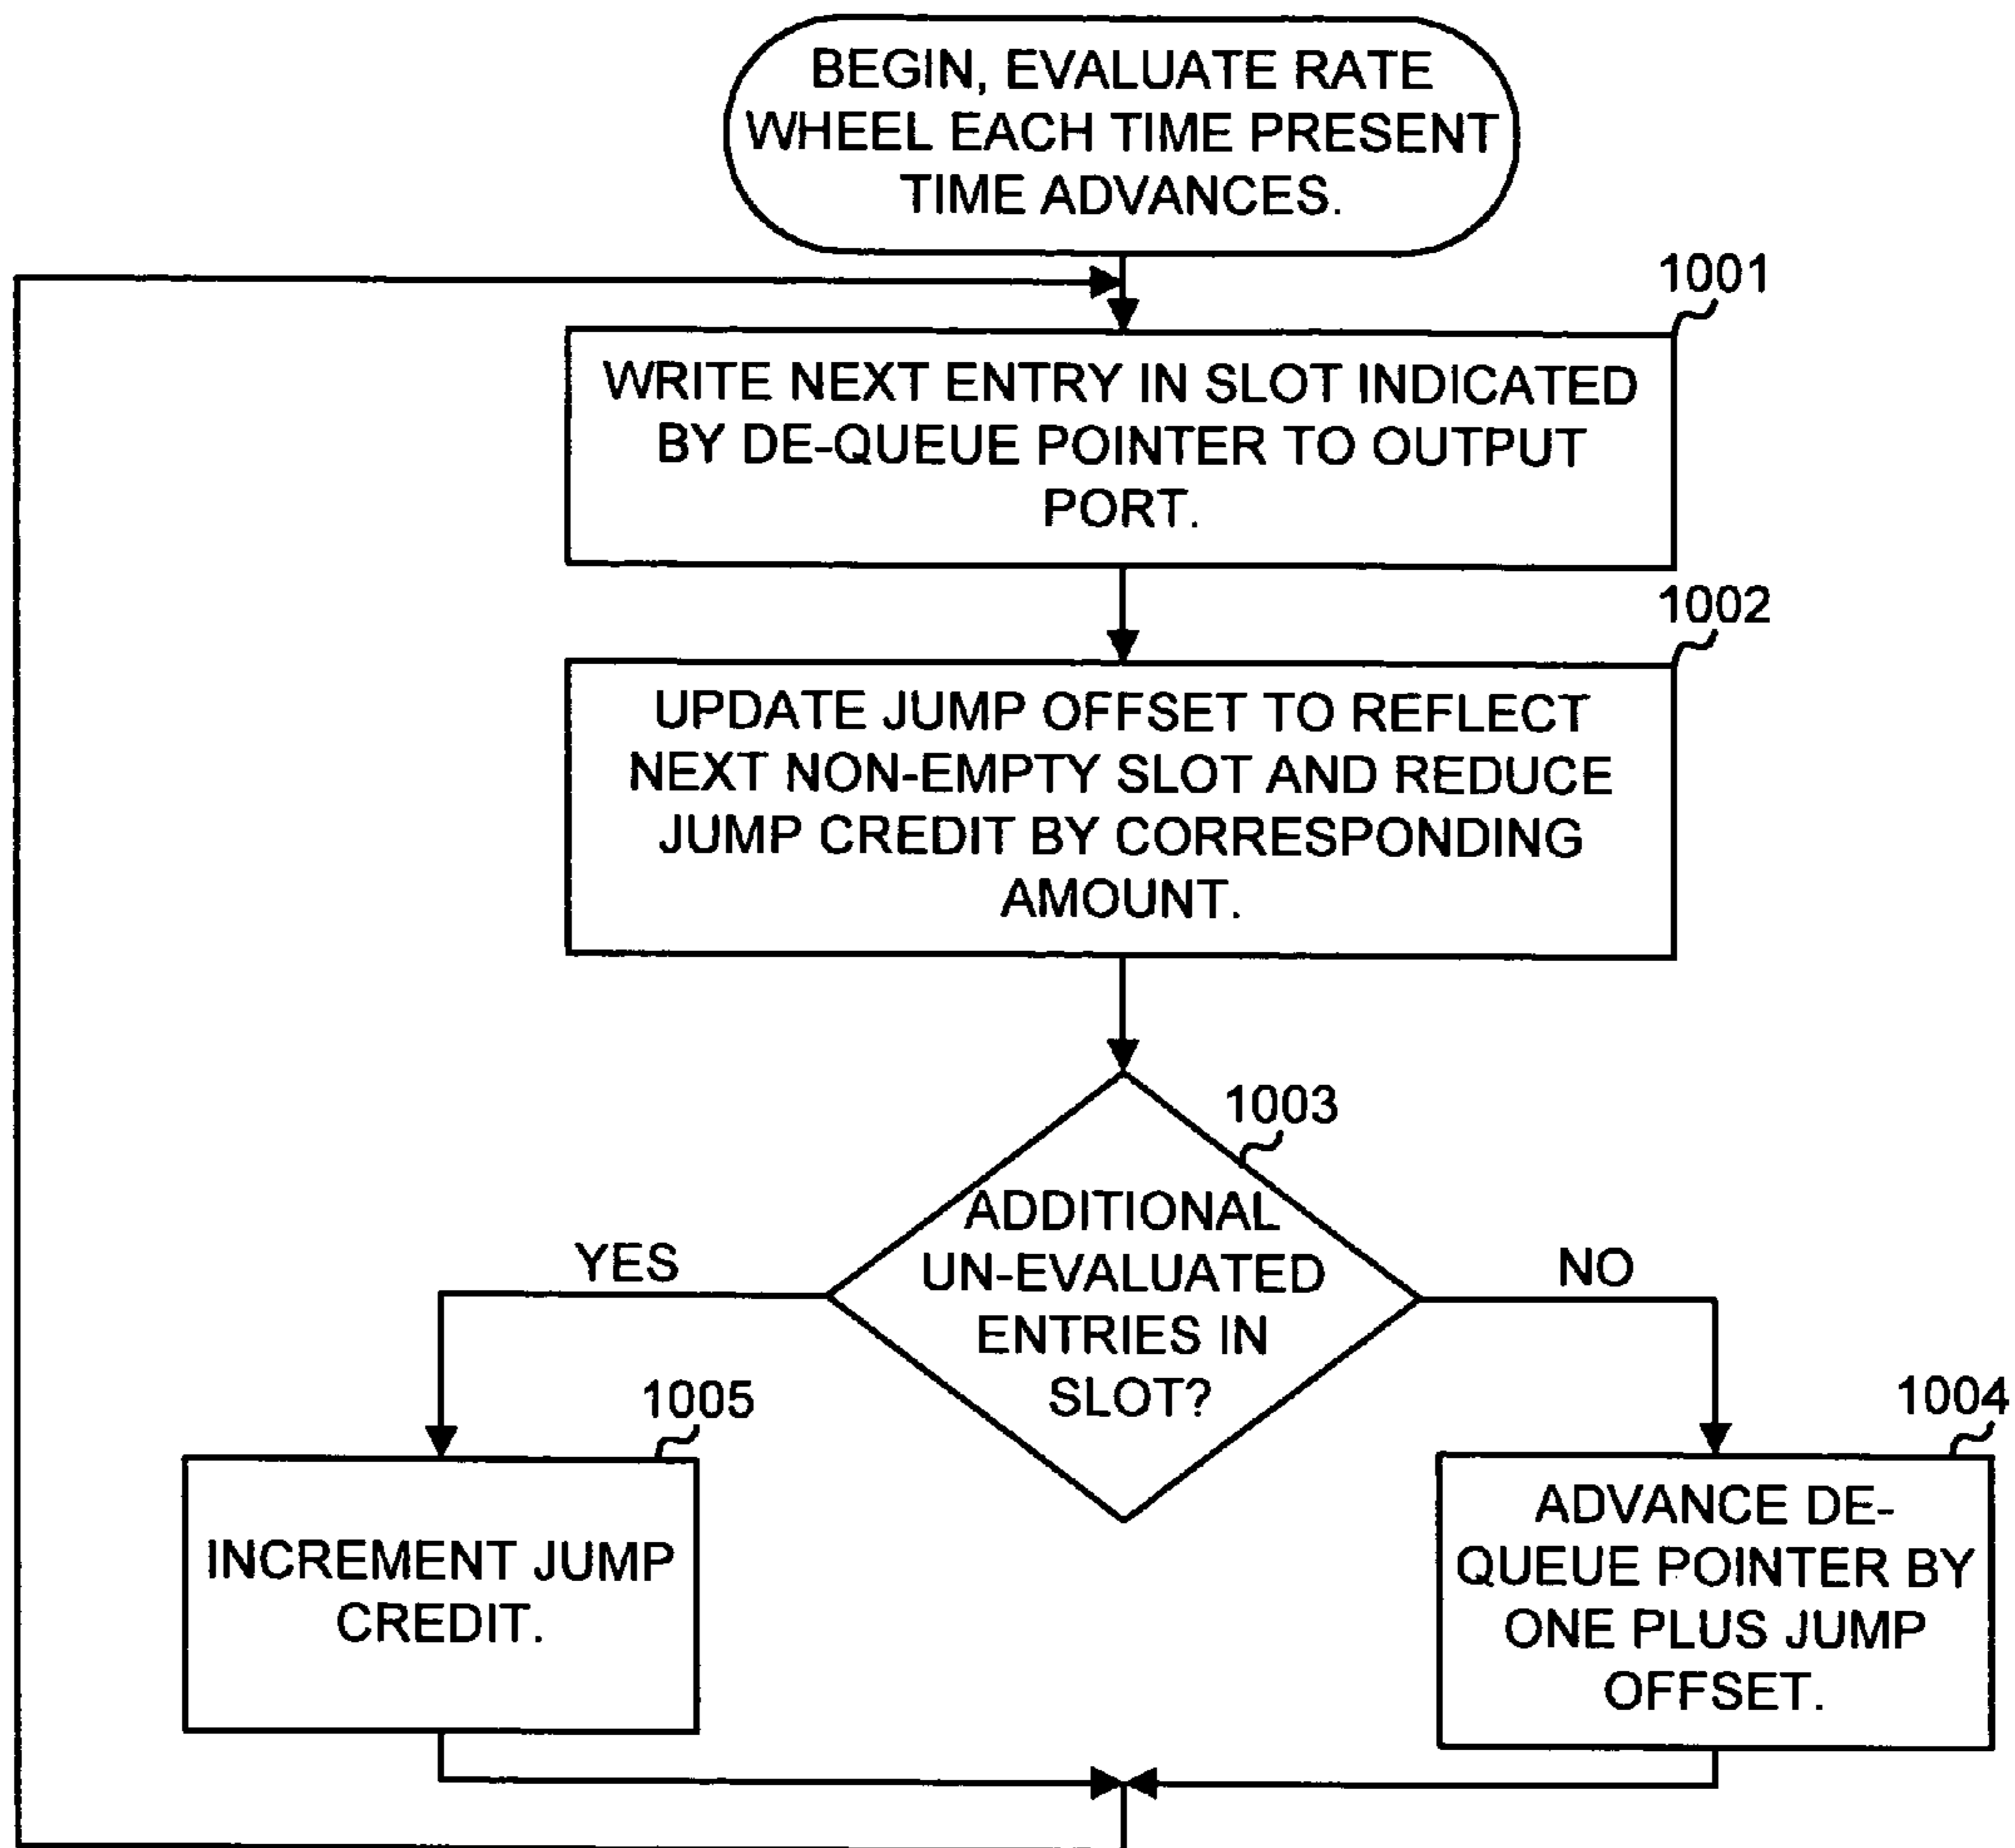 BEGIN, EVALUATE RATE
WHEEL EACH TIME PRESENT
TIME ADVANCES.
1001
WRITE NEXT ENTRY IN SLOT INDICATED
BY DE-QUEUE POINTER TO OUTPUT
PORT.
1002
UPDATE JUMP OFFSET TO REFLECT
NEXT NON-EMPTY SLOT AND REDUCE
JUMP CREDIT BY CORRESPONDING
AMOUNT.
1003
ADDITIONAL
UN-EVALUATED
ENTRIES IN
SLOT?
YES
NO
1005
INCREMENT JUMP
CREDIT.
1004
ADVANCE DE-
QUEUE POINTER BY
ONE PLUS JUMP
OFFSET.